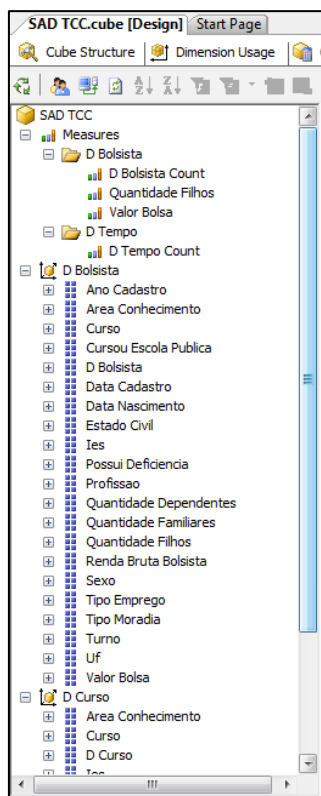 SAD TCC.cube [Design] Start Page
Cube Structure Dimension Usage
SAD TCC
Measures
D Bolsista
D Bolsista Count
Quantidade Filhos
Valor Bolsa
D Tempo
D Tempo Count
D Bolsista
Ano Cadastro
Area Conhecimento
Curso
Cursou Escola Publica
D Bolsista
Data Cadastro
Data Nascimento
Estado Civil
Ies
Possui Deficiencia
Profissao
Quantidade Dependentes
Quantidade Familiares
Quantidade Filhos
Renda Bruta Bolsista
Sexo
Tipo Emprego
Tipo Moradia
Turno
Uf
Valor Bolsa
D Curso
Area Conhecimento
Curso
D Curso
Ies